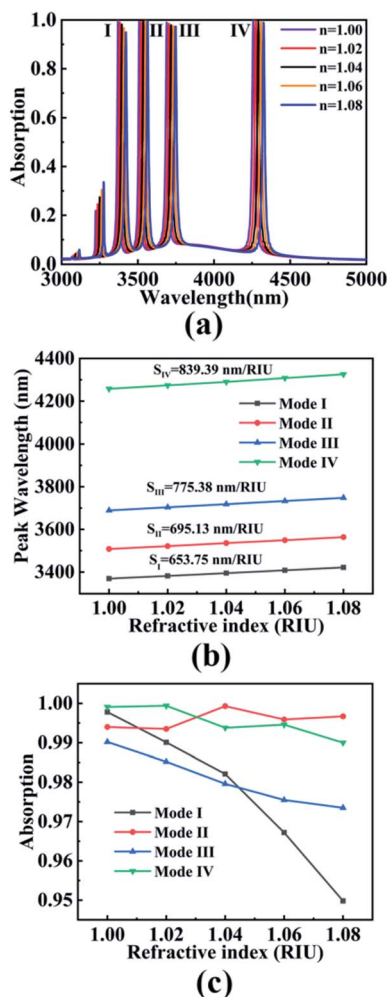 I II III IV
n=1.00
n=1.02
n=1.04
n=1.06
n=1.08
Absorption
1.0
0.8
0.6
0.4
0.2
0.0
3000 3500 4000 4500 5000
Wavelength(nm)
(a)
Peak Wavelength (nm)
4400
4200
4000
3800
3600
3400
S_IV=839.39 nm/RIU
Mode I
Mode II
Mode III
Mode IV
S_III=775.38 nm/RIU
S_II=695.13 nm/RIU
S_I=653.75 nm/RIU
1.00 1.02 1.04 1.06 1.08
Refractive index (RIU)
(b)
Absorption
1.00
0.99
0.98
0.97
0.96
0.95
Mode I
Mode II
Mode III
Mode IV
1.00 1.02 1.04 1.06 1.08
Refractive index (RIU)
(c)